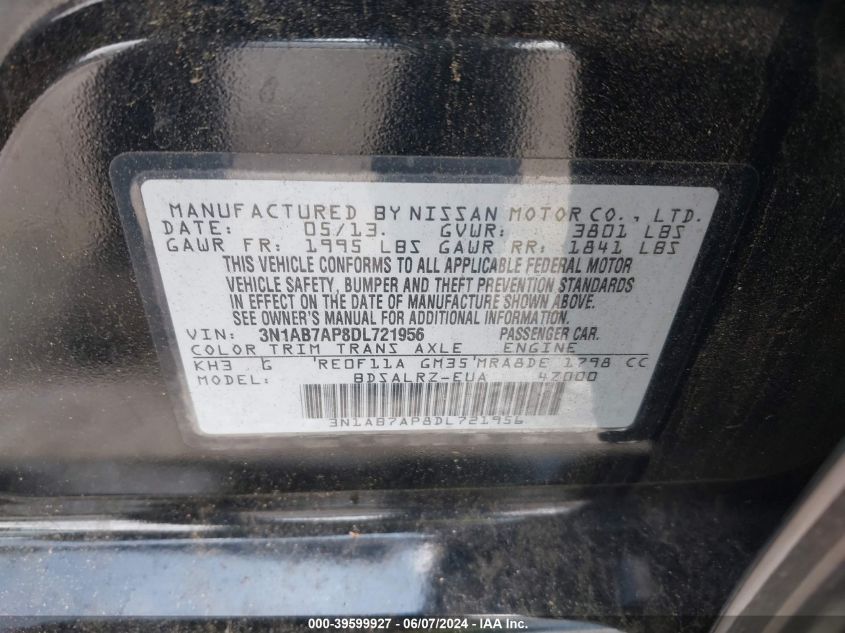 MANUFACTURED BY NISSAN MOTOR CO., LTD.
DATE: 05/13. GVWR: 3801 LBS
GAWR FR: 1995 LBS GAWR RR: 1841 LBS
THIS VEHICLE CONFORMS TO ALL APPLICABLE FEDERAL MOTOR
VEHICLE SAFETY, BUMPER AND THEFT PREVENTION STANDARDS
IN EFFECT ON THE DATE OF MANUFACTURE SHOWN ABOVE.
SEE OWNER'S MANUAL FOR ADDITIONAL INFORMATION.
VIN: 3N1AB7AP8DL721956 PASSENGER CAR.
COLOR TRIM TRANS AXLE ENGINE
KH3 G 'RE0F11A GM35'MRA8DE 1798 CC
MODEL: BDSALRZ-EUA 4Z000
3N1AB7AP8DL721956
000-39599927 - 06/07/2024 - IAA Inc.